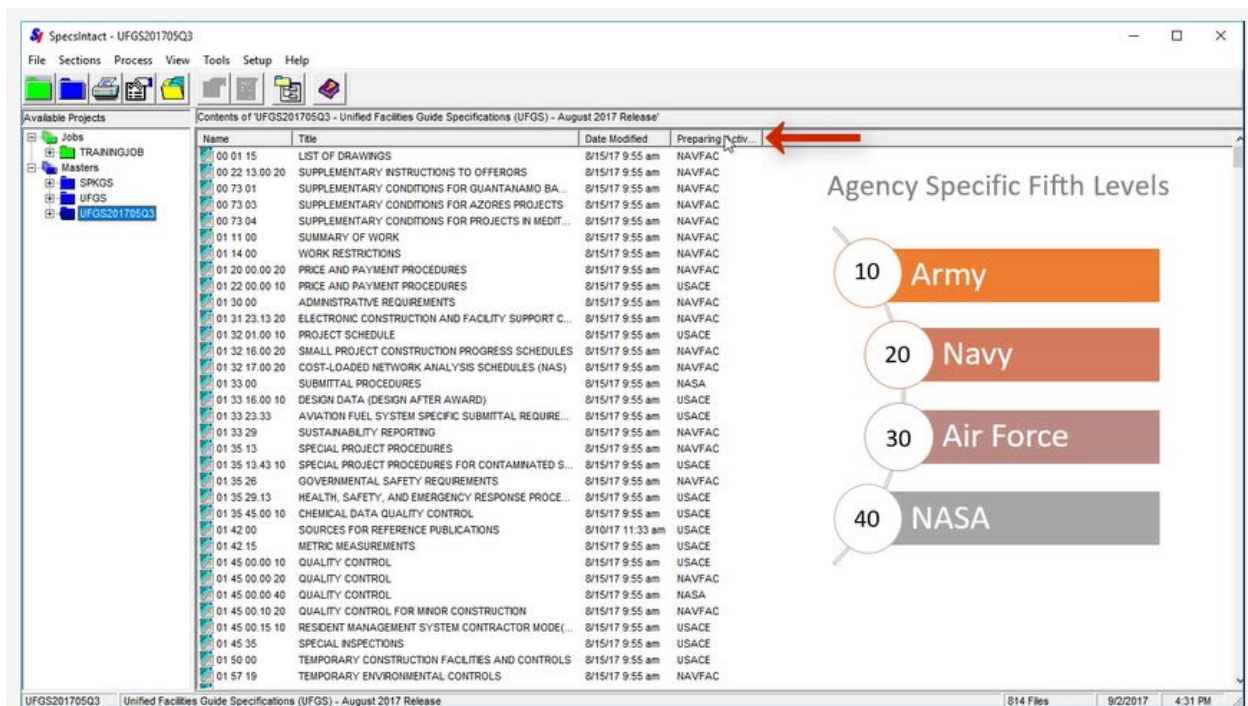 SpecsIntact - UFGS201705Q3
File Sections Process View Tools Setup Help
Available Projects
Contents of 'UFGS201705Q3 - Unified Facilities Guide Specifications (UFGS) - August 2017 Release'
Jobs
TRAININGJOB
Masters
SPKGS
UFGS
UFGS201705Q3
Name Title Date Modified Preparing Activ...
00 01 15 LIST OF DRAWINGS 8/15/17 9:55 am NAVFAC
00 22 13.00 20 SUPPLEMENTARY INSTRUCTIONS TO OFFERORS 8/15/17 9:55 am NAVFAC
00 73 01 SUPPLEMENTARY CONDITIONS FOR GUANTANAMO BA... 8/15/17 9:55 am NAVFAC
00 73 03 SUPPLEMENTARY CONDITIONS FOR AZORES PROJECTS 8/15/17 9:55 am NAVFAC
00 73 04 SUPPLEMENTARY CONDITIONS FOR PROJECTS IN MEDIT... 8/15/17 9:55 am NAVFAC
01 11 00 SUMMARY OF WORK 8/15/17 9:55 am NAVFAC
01 14 00 WORK RESTRICTIONS 8/15/17 9:55 am NAVFAC
01 20 00.00 20 PRICE AND PAYMENT PROCEDURES 8/15/17 9:55 am NAVFAC
01 22 00.00 10 PRICE AND PAYMENT PROCEDURES 8/15/17 9:55 am USACE
01 30 00 ADMINISTRATIVE REQUIREMENTS 8/15/17 9:55 am NAVFAC
01 31 23.13 20 ELECTRONIC CONSTRUCTION AND FACILITY SUPPORT C... 8/15/17 9:55 am NAVFAC
01 32 01.00 10 PROJECT SCHEDULE 8/15/17 9:55 am USACE
01 32 16.00 20 SMALL PROJECT CONSTRUCTION PROGRESS SCHEDULES 8/15/17 9:55 am NAVFAC
01 32 17.00 20 COST-LOADED NETWORK ANALYSIS SCHEDULES (NAS) 8/15/17 9:55 am NAVFAC
01 33 00 SUBMITTAL PROCEDURES 8/15/17 9:55 am NASA
01 33 16.00 10 DESIGN DATA (DESIGN AFTER AWARD) 8/15/17 9:55 am USACE
01 33 23.33 AVIATION FUEL SYSTEM SPECIFIC SUBMITTAL REQUIRE... 8/15/17 9:55 am USACE
01 33 29 SUSTAINABILITY REPORTING 8/15/17 9:55 am NAVFAC
01 35 13 SPECIAL PROJECT PROCEDURES 8/15/17 9:55 am NAVFAC
01 35 13.43 10 SPECIAL PROJECT PROCEDURES FOR CONTAMINATED S... 8/15/17 9:55 am USACE
01 35 26 GOVERNMENTAL SAFETY REQUIREMENTS 8/15/17 9:55 am NAVFAC
01 35 29.13 HEALTH, SAFETY, AND EMERGENCY RESPONSE PROCE... 8/15/17 9:55 am USACE
01 35 45.00 10 CHEMICAL DATA QUALITY CONTROL 8/15/17 9:55 am USACE
01 42 00 SOURCES FOR REFERENCE PUBLICATIONS 8/10/17 11:33 am USACE
01 42 15 METRIC MEASUREMENTS 8/15/17 9:55 am USACE
01 45 00.00 10 QUALITY CONTROL 8/15/17 9:55 am USACE
01 45 00.00 20 QUALITY CONTROL 8/15/17 9:55 am NAVFAC
01 45 00.00 40 QUALITY CONTROL 8/15/17 9:55 am NASA
01 45 00.10 20 QUALITY CONTROL FOR MINOR CONSTRUCTION 8/15/17 9:55 am NAVFAC
01 45 00.15 10 RESIDENT MANAGEMENT SYSTEM CONTRACTOR MODE(... 8/15/17 9:55 am USACE
01 45 35 SPECIAL INSPECTIONS 8/15/17 9:55 am USACE
01 50 00 TEMPORARY CONSTRUCTION FACILITIES AND CONTROLS 8/15/17 9:55 am USACE
01 57 19 TEMPORARY ENVIRONMENTAL CONTROLS 8/15/17 9:55 am NAVFAC
Agency Specific Fifth Levels
10 Army
20 Navy
30 Air Force
40 NASA
UFGS201705Q3 Unified Facilities Guide Specifications (UFGS) - August 2017 Release 814 Files 9/2/2017 4:31 PM